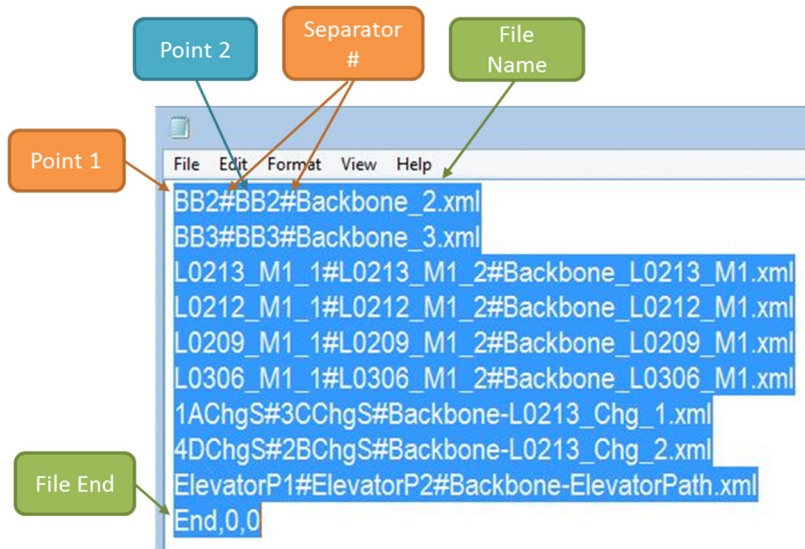 Point 2
Separator
#
File
Name
Point 1
File Edit Format View Help
BB2#BB2#Backbone_2.xml
BB3#BB3#Backbone_3.xml
L0213_M1_1#L0213_M1_2#Backbone_L0213_M1.xml
L0212_M1_1#L0212_M1_2#Backbone_L0212_M1.xml
L0209_M1_1#L0209_M1_2#Backbone_L0209_M1.xml
L0306_M1_1#L0306_M1_2#Backbone_L0306_M1.xml
1AChgS#3CChgS#Backbone-L0213_Chg_1.xml
4DChgS#2BChgS#Backbone-L0213_Chg_2.xml
ElevatorP1#ElevatorP2#Backbone-ElevatorPath.xml
File End
End,0,0